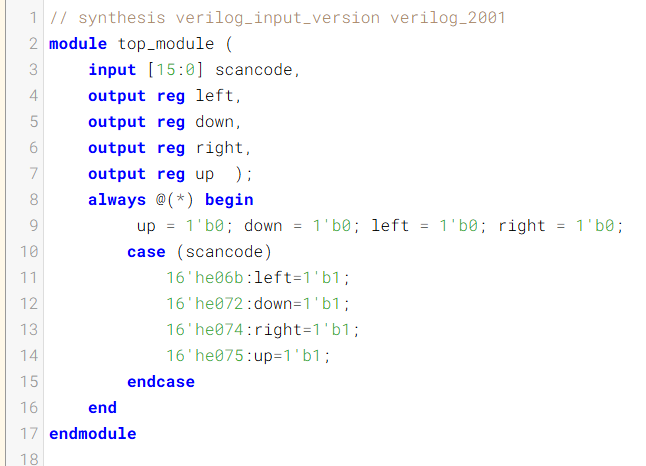 1 // synthesis verilog_input_version verilog_2001
2 module top_module (
3     input [15:0] scancode,
4     output reg left,
5     output reg down,
6     output reg right,
7     output reg up  );
8     always @(*) begin
9          up = 1'b0; down = 1'b0; left = 1'b0; right = 1'b0;
10         case (scancode)
11             16'he06b:left=1'b1;
12             16'he072:down=1'b1;
13             16'he074:right=1'b1;
14             16'he075:up=1'b1;
15         endcase
16     end
17 endmodule
18